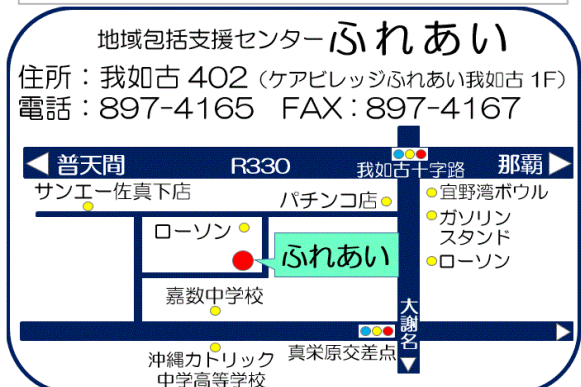 地域包括支援センターふれあい
住所：我如古 402（ケアビレッジふれあい我如古 1F）
電話：897-4165 FAX：897-4167
普天間
R330
我如古十字路
那覇
サンエー佐真下店
パチンコ店
宜野湾ボウル
ガソリン
スタンド
ローソン
ローソン
ふれあい
嘉数中学校
大謝名
沖縄カトリック
中学高等学校
真栄原交差点